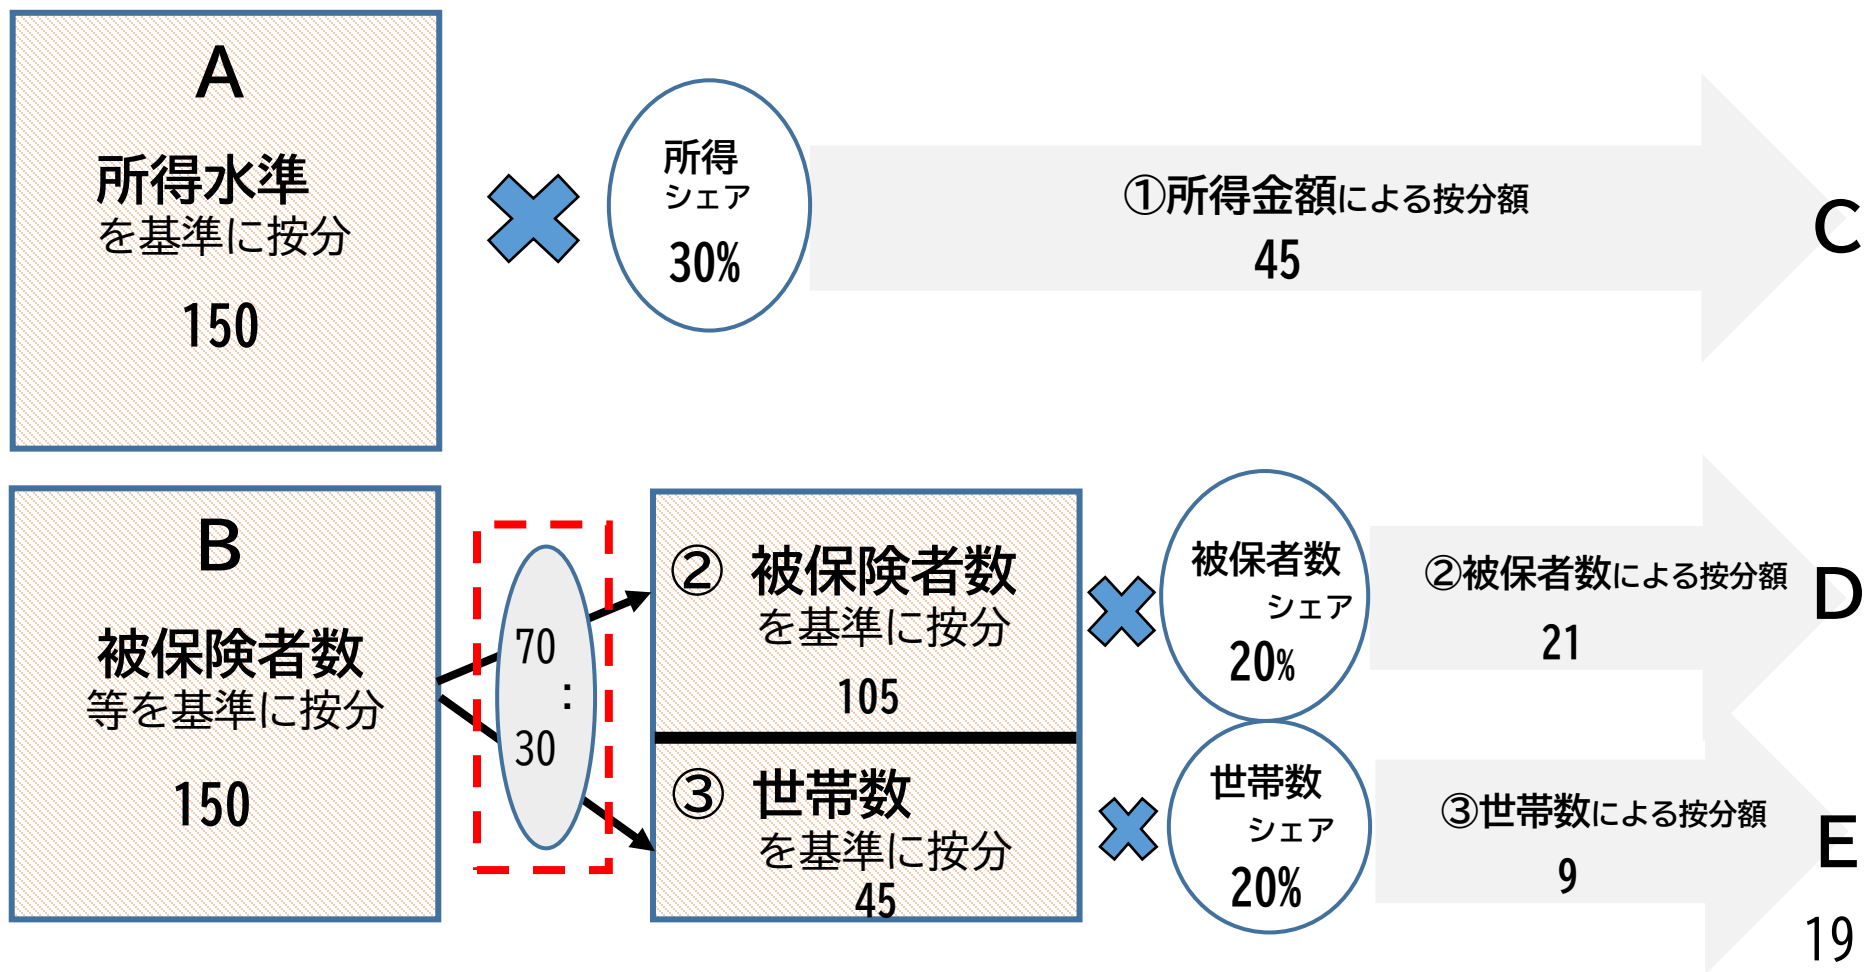 A
所得水準
を基準に按分
150
所得
シェア
30%
①所得金額による按分額
45
C
B
被保険者数
等を基準に按分
150
70
:
30
② 被保険者数
を基準に按分
105
③ 世帯数
を基準に按分
45
被保者数
シェア
20%
②被保者数による按分額
21
D
世帯数
シェア
20%
③世帯数による按分額
9
E
19